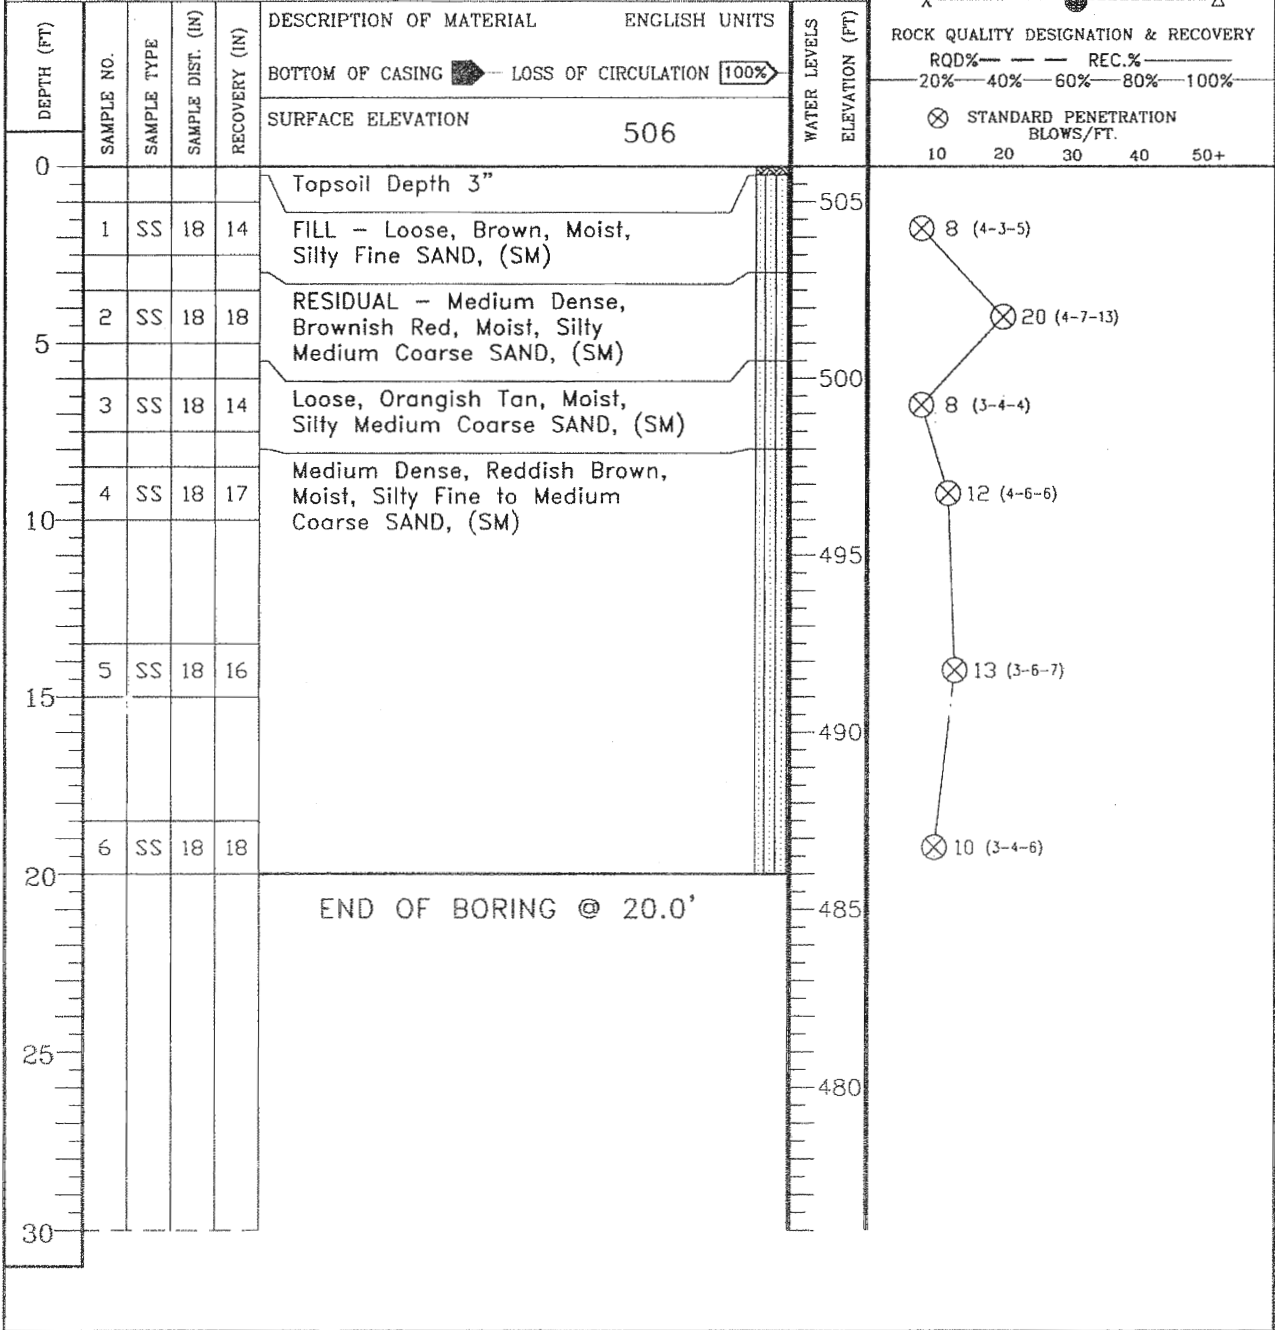 DEPTH (FT)
SAMPLE NO.
SAMPLE TYPE
SAMPLE DIST. (IN)
RECOVERY (IN)
DESCRIPTION OF MATERIAL ENGLISH UNITS
BOTTOM OF CASING LOSS OF CIRCULATION 100%
SURFACE ELEVATION 506
WATER LEVELS
ELEVATION (FT)
ROCK QUALITY DESIGNATION & RECOVERY
RQD% — — — REC.% ———
20% 40% 60% 80% 100%
STANDARD PENETRATION
BLOWS/FT.
10 20 30 40 50+
0
Topsoil Depth 3"
505
1 SS 18 14
FILL - Loose, Brown, Moist,
Silty Fine SAND, (SM)
8 (4-3-5)
RESIDUAL - Medium Dense,
Brownish Red, Moist, Silty
Medium Coarse SAND, (SM)
2 SS 18 18
20 (4-7-13)
5
500
3 SS 18 14
Loose, Orangish Tan, Moist,
Silty Medium Coarse SAND, (SM)
8 (3-4-4)
Medium Dense, Reddish Brown,
Moist, Silty Fine to Medium
Coarse SAND, (SM)
4 SS 18 17
12 (4-6-6)
10
495
5 SS 18 16
13 (3-6-7)
15
490
6 SS 18 18
10 (3-4-6)
20
END OF BORING @ 20.0'
485
25
480
30